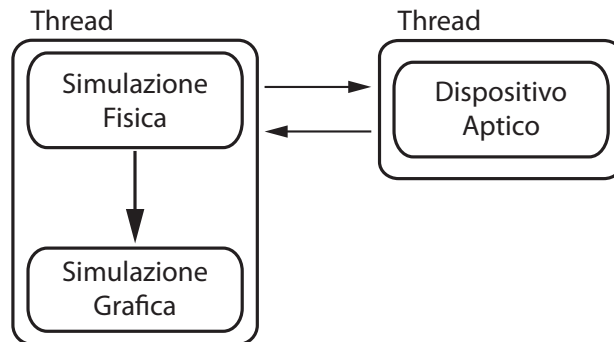 Thread
Simulazione
Fisica
Simulazione
Grafica
Thread
Dispositivo
Aptico